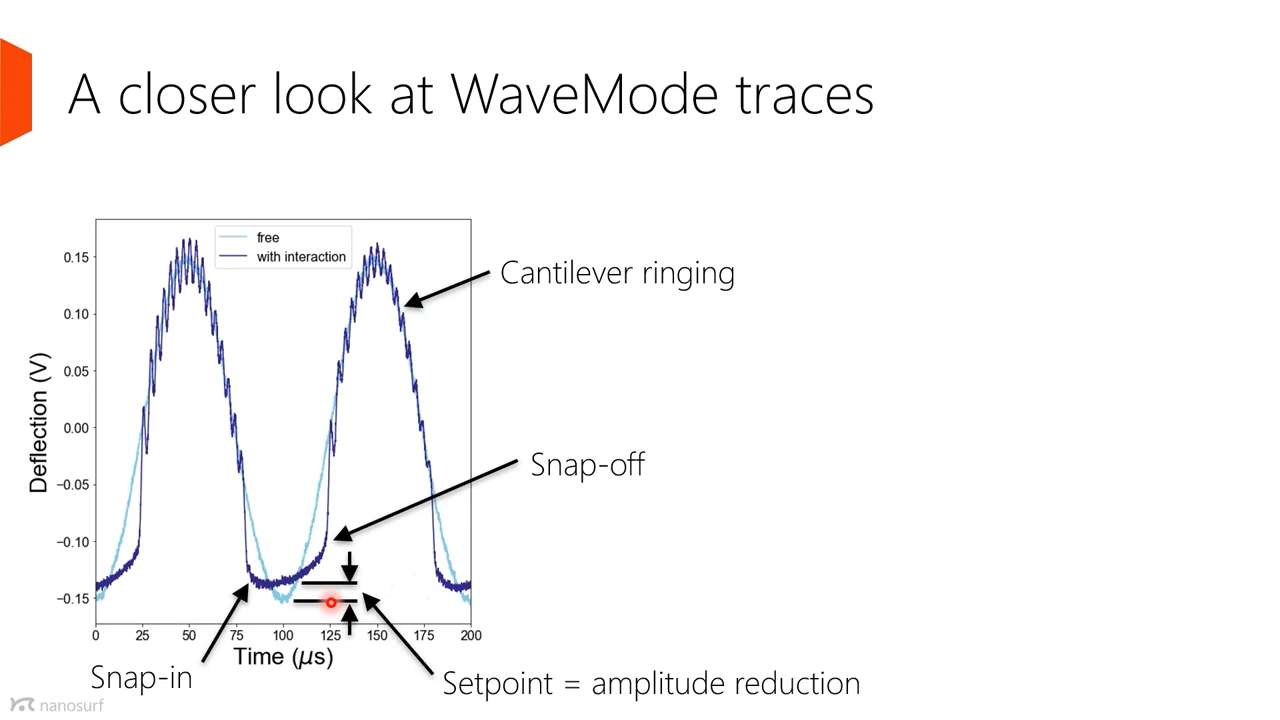 A closer look at WaveMode traces
free
with interaction
0.15
0.10
0.05
0.00
−0.05
−0.10
−0.15
Deflection (V)
0 25 50 75 100 125 150 175 200
Time (μs)
Cantilever ringing
Snap-off
Snap-in
Setpoint = amplitude reduction
nanosurf